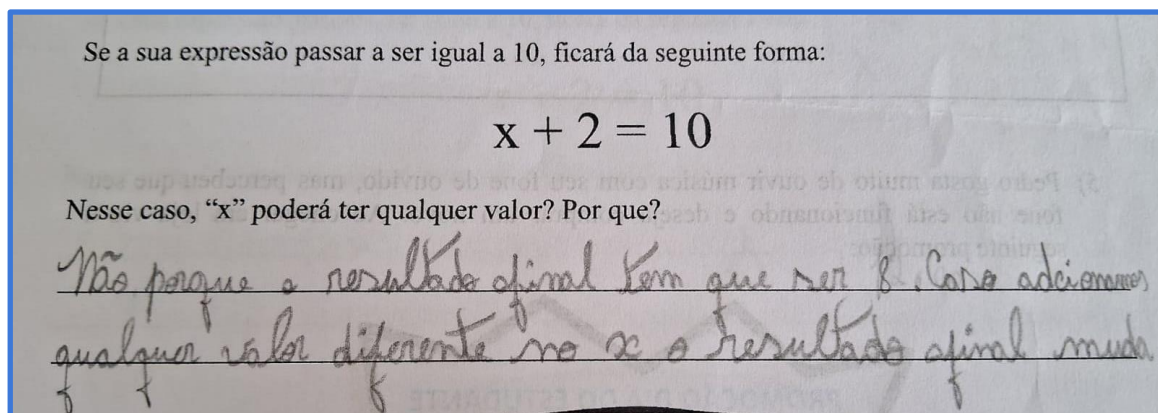 Se a sua expressão passar a ser igual a 10, ficará da seguinte forma:
x + 2 = 10
Nesse caso, “x” poderá ter qualquer valor? Por que?
Não porque o resultado final tem que ser 8. Caso adcionamos
qualquer valor diferente no x o resultado final muda